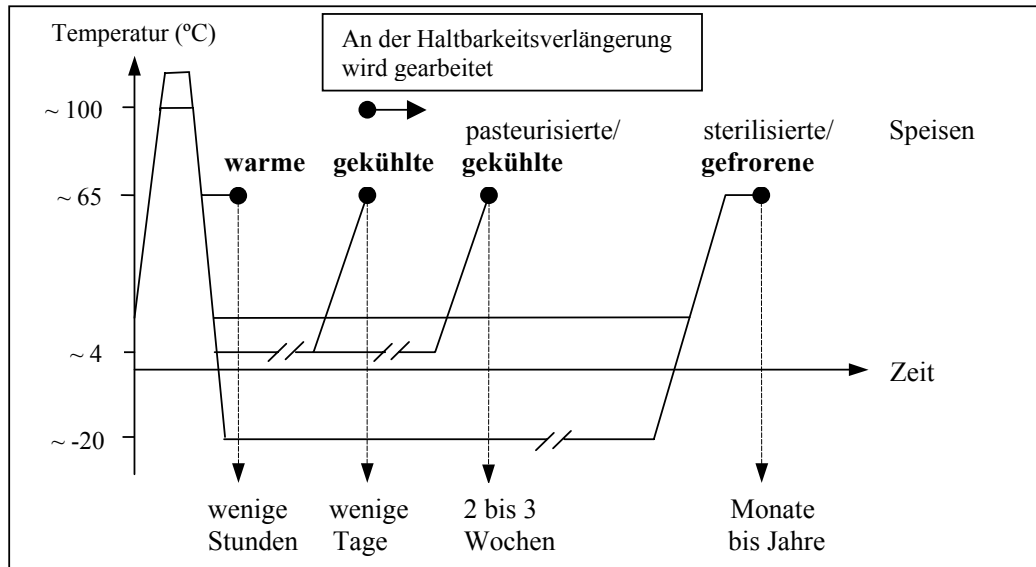 Temperatur (ºC)
An der Haltbarkeitsverlängerung
wird gearbeitet
~ 100
pasteurisierte/
sterilisierte/
Speisen
warme
gekühlte
gekühlte
gefrorene
~ 65
~ 4
Zeit
~ -20
wenige
Stunden
wenige
Tage
2 bis 3
Wochen
Monate
bis Jahre